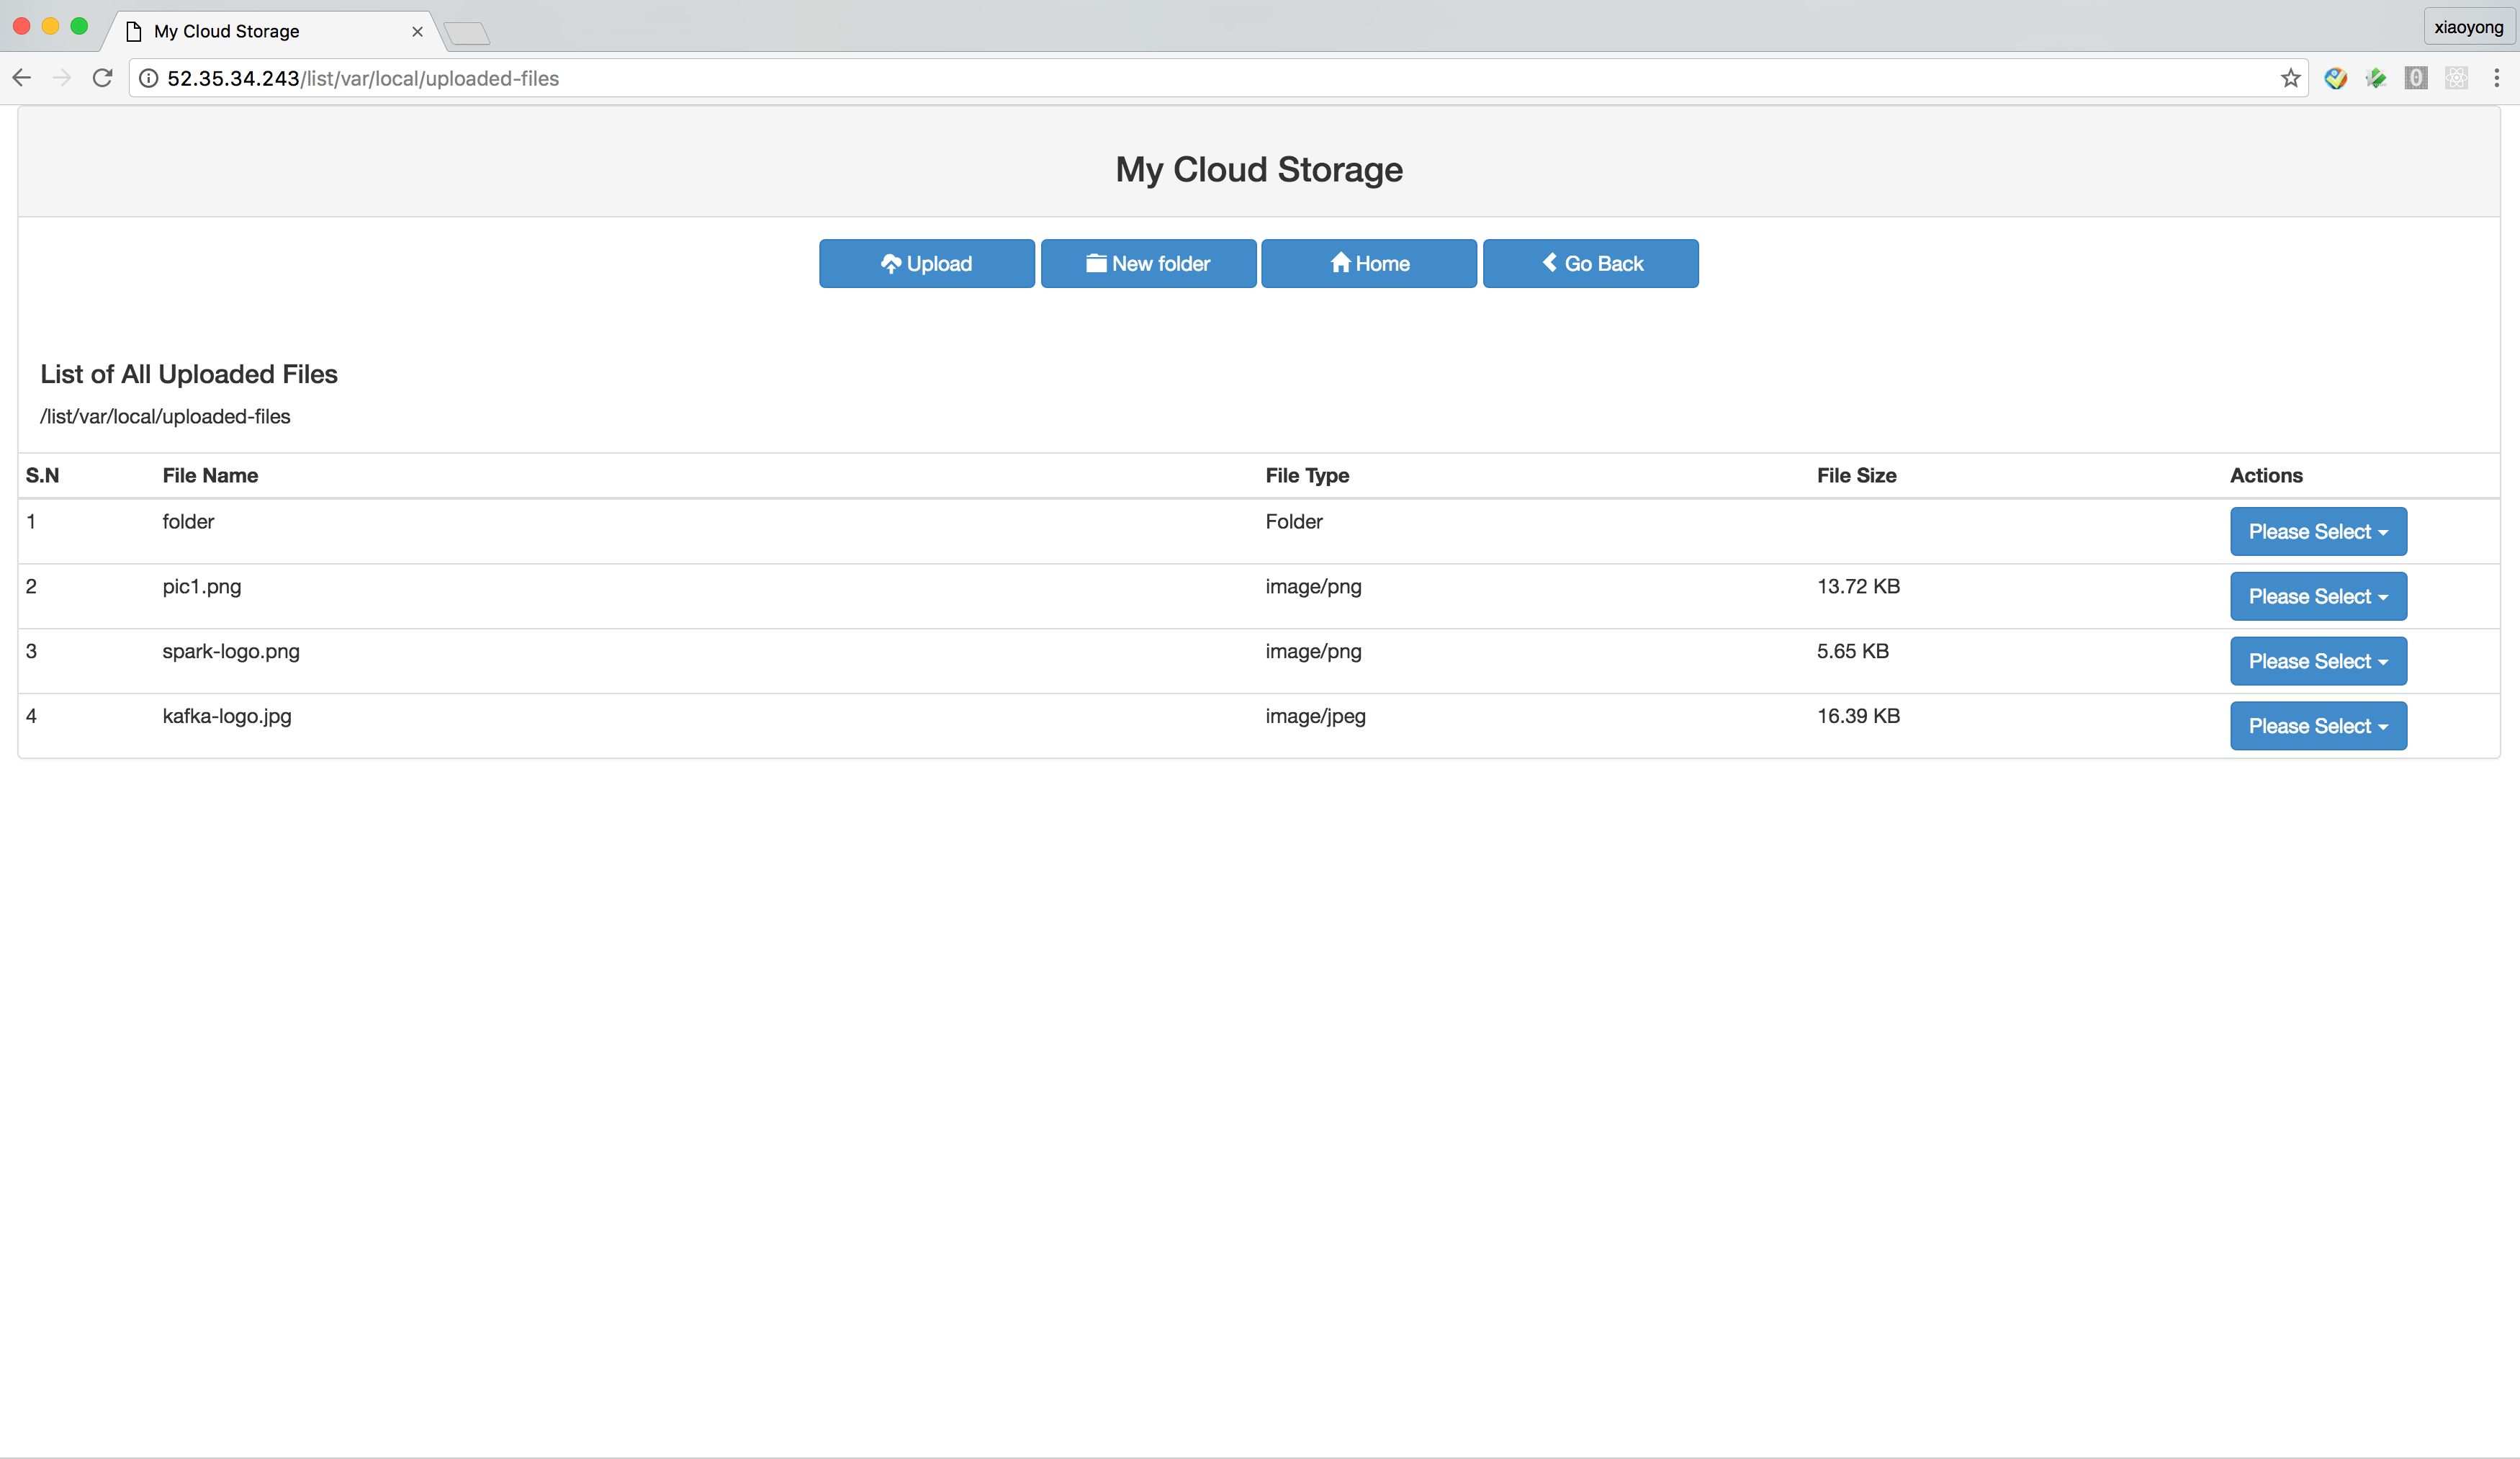 My Cloud Storage
xiaoyong
52.35.34.243/list/var/local/uploaded-files
My Cloud Storage
Upload New folder Home Go Back
List of All Uploaded Files
/list/var/local/uploaded-files
S.N File Name File Type File Size Actions
1 folder Folder Please Select
2 pic1.png image/png 13.72 KB Please Select
3 spark-logo.png image/png 5.65 KB Please Select
4 kafka-logo.jpg image/jpeg 16.39 KB Please Select